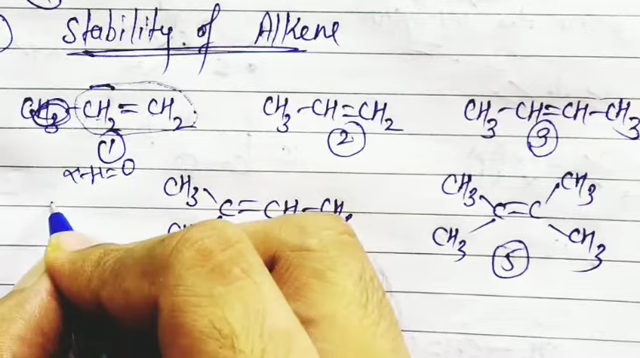 Stability of Alkene
CH₂=CH₂ CH₃-CH=CH₂ CH₃-CH=CH-CH₃
① ② ③
α-H=0
CH₃ CH₃ CH₃
C=CH-CH₃ C=C
CH₃ CH₃
⑤